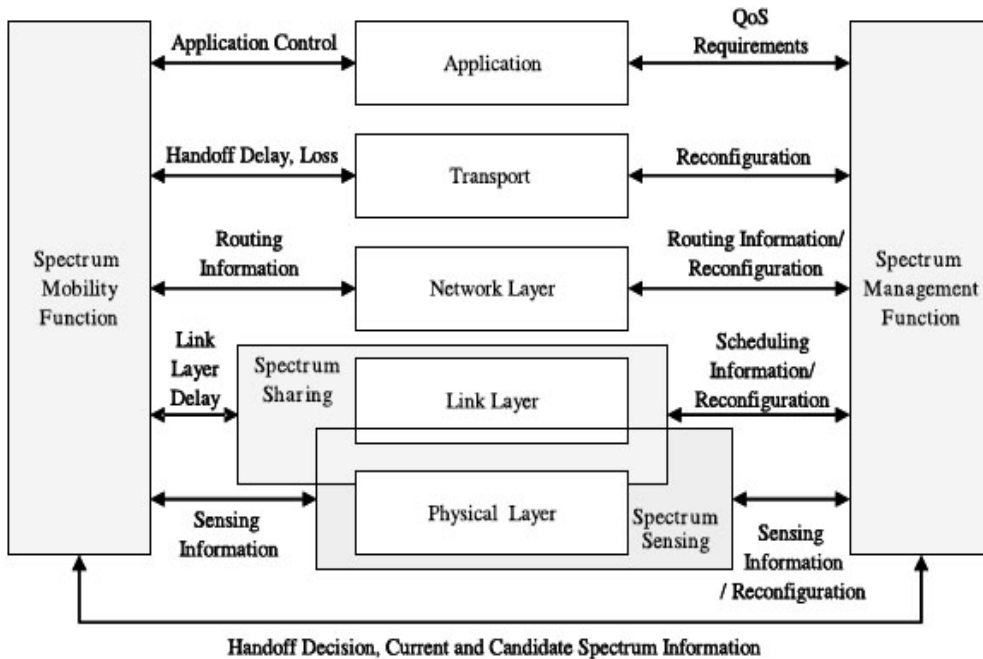 QoS
Requirements
Application Control
Application
Handoff Delay, Loss
Transport
Reconfiguration
Routing
Information
Routing Information/
Reconfiguration
Spectrum
Mobility
Function
Network Layer
Spectrum
Management
Function
Link
Layer
Delay
Spectrum
Sharing
Link Layer
Scheduling
Information/
Reconfiguration
Physical Layer
Spectrum
Sensing
Sensing
Information
Sensing
Information
/ Reconfiguration
Handoff Decision, Current and Candidate Spectrum Information